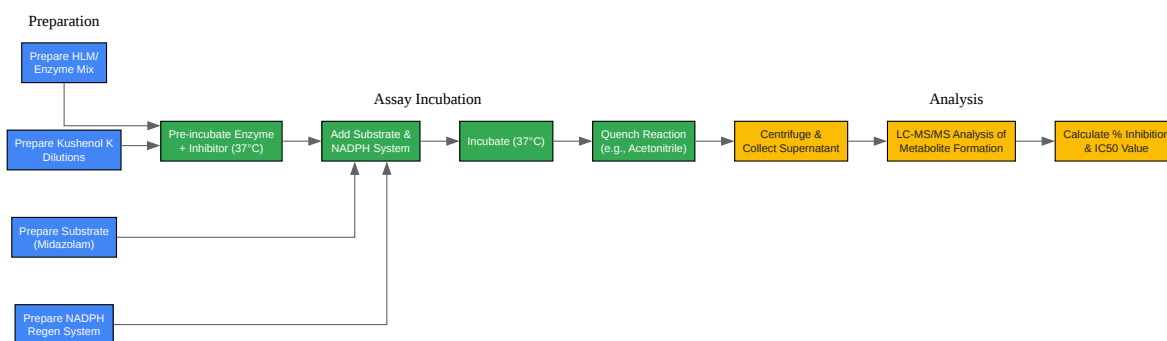 Preparation
Prepare HLM/
Enzyme Mix
Prepare Kushenol K
Dilutions
Prepare Substrate
(Midazolam)
Prepare NADPH
Regen System
Assay Incubation
Pre-incubate Enzyme
+ Inhibitor (37°C)
Add Substrate &
NADPH System
Incubate (37°C)
Quench Reaction
(e.g., Acetonitrile)
Analysis
Centrifuge &
Collect Supernatant
LC-MS/MS Analysis of
Metabolite Formation
Calculate % Inhibition
& IC50 Value